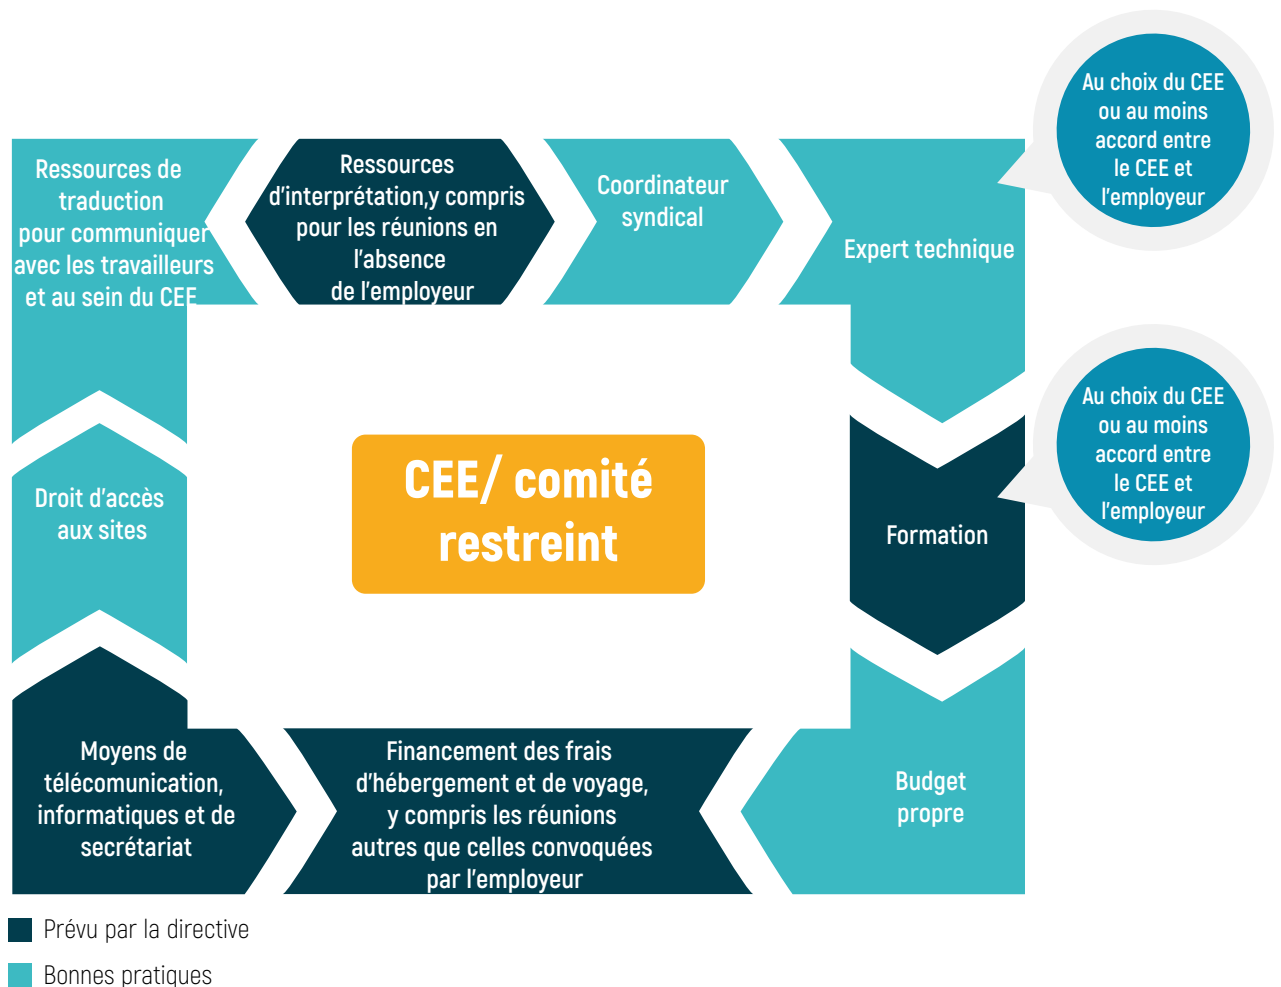 Ressources de
traduction
pour communiquer
avec les travailleurs
et au sein du CEE
Ressources
d'interprétation,y compris
pour les réunions en
l'absence
de l'employeur
Coordinateur
syndical
Expert technique
Au choix du CEE
ou au moins
accord entre
le CEE et
l'employeur
Formation
Au choix du CEE
ou au moins
accord entre
le CEE et
l'employeur
CEE/ comité
restreint
Droit d'accès
aux sites
Moyens de
télécomunication,
informatiques et de
secrétariat
Financement des frais
d'hébergement et de voyage,
y compris les réunions
autres que celles convoquées
par l'employeur
Budget
propre
Prévu par la directive
Bonnes pratiques